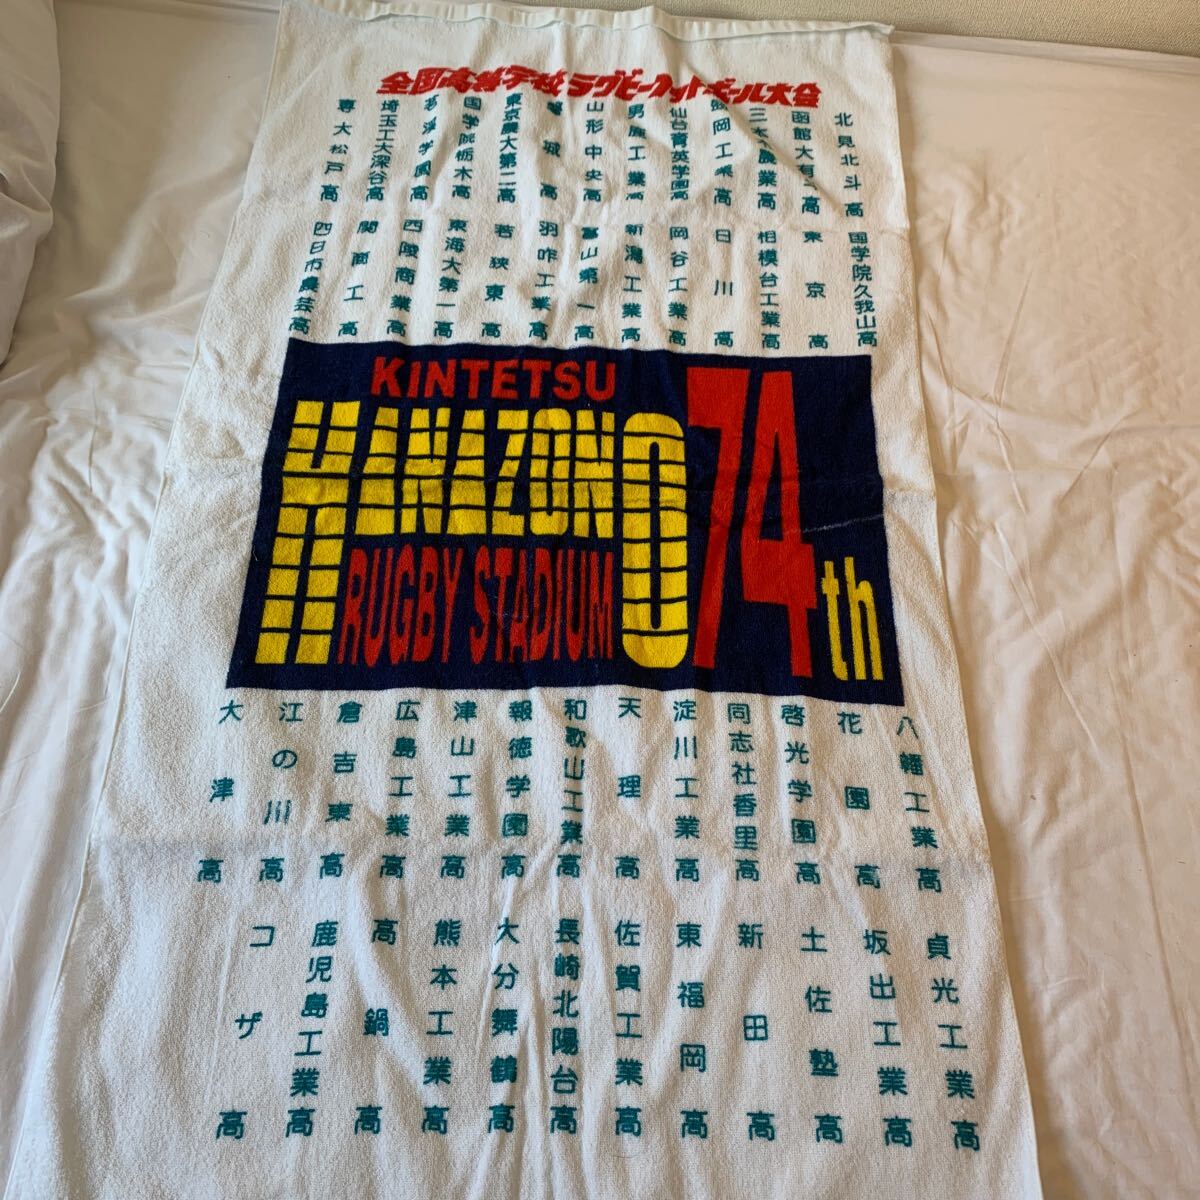 全国高等学校ラグビーフットボール大会
北見北斗高
函館大有斗高
三本木農業高
盛岡工業高
仙台育英学園高
男鹿工業高
山形中央高
磐城高
東京農大第二高
国学院栃木高
茗溪学園高
埼玉工大深谷高
専大松戸高
国学院久我山高
東京高
相模台工業高
日川高
岡谷工業高
新潟工業高
富山第一高
羽咋工業高
若狭東高
東海大第一高
西陵商業高
関商工高
四日市農芸高
KINTETSU
HANAZONO
RUGBY STADIUM
74th
八幡工業高
花園高
啓光学園高
同志社香里高
淀川工業高
天理高
和歌山工業高
報徳学園高
津山工業高
広島工業高
倉吉東高
江の川高
大津高
貞光工業高
坂出工業高
土佐塾高
新田高
東福岡高
佐賀工業高
長崎北陽台高
大分舞鶴高
熊本工業高
高鍋高
鹿児島工業高
コザ高